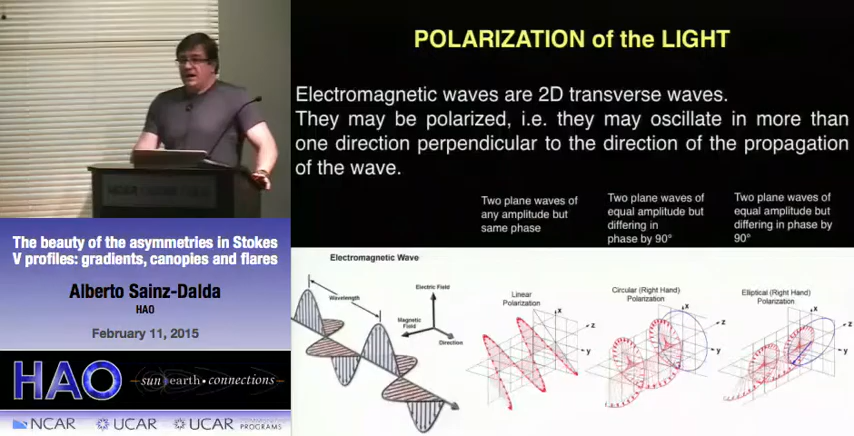 POLARIZATION of the LIGHT
Electromagnetic waves are 2D transverse waves.
They may be polarized, i.e. they may oscillate in more than
one direction perpendicular to the direction of the propagation
of the wave.
Two plane waves of
any amplitude but
same phase
Two plane waves of
equal amplitude but
differing in
phase by 90°
Two plane waves of
equal amplitude but
differing in phase by
90°
The beauty of the asymmetries in Stokes
V profiles: gradients, canopies and flares
Alberto Sainz-Dalda
HAO
February 11, 2015
HAO
sun earth • connections
NCAR
UCAR
UCAR
PROGRAMS
Electromagnetic Wave
Wavelength
Electric Field
Magnetic
Field
Direction
Linear
Polarization
x
z
y
Circular (Right Hand)
Polarization
x
z
y
Elliptical (Right Hand)
Polarization
x
z
y